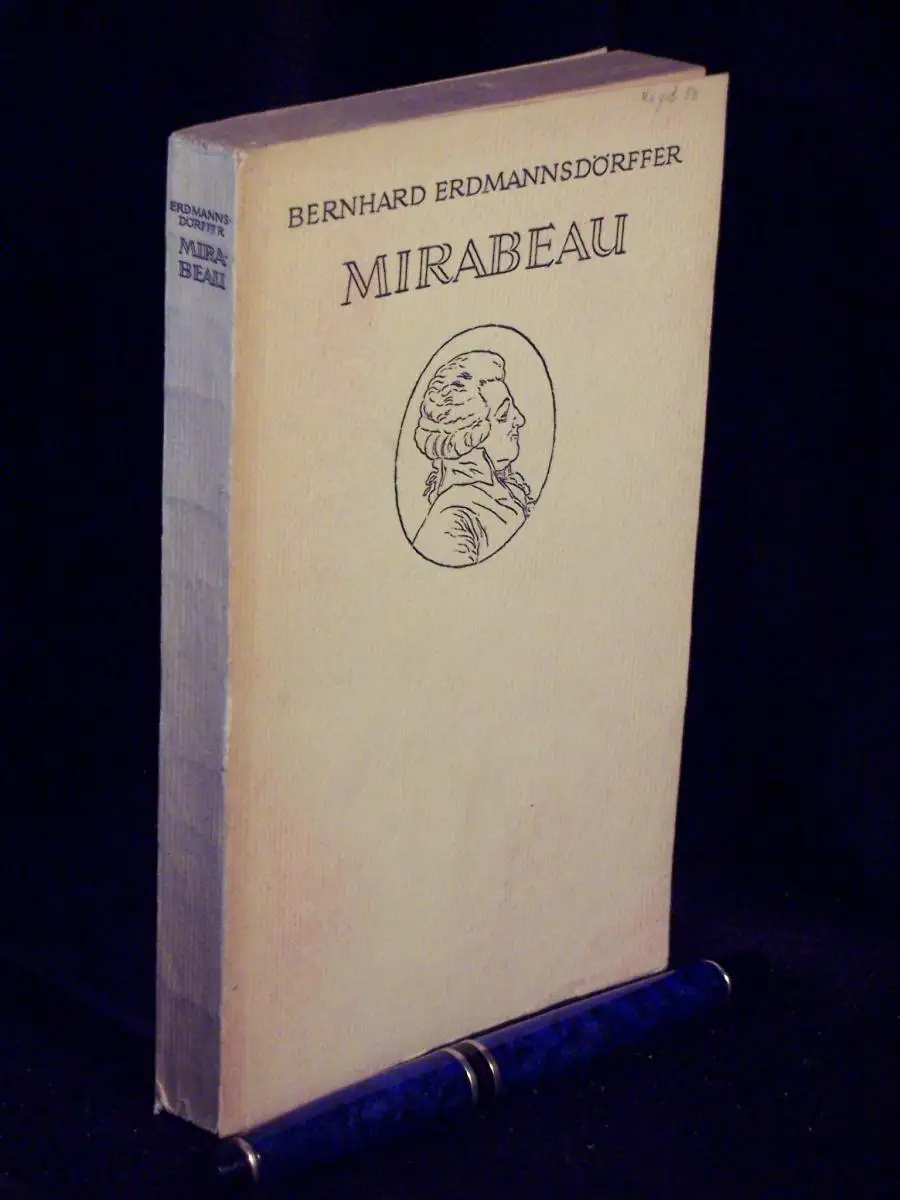 BERNHARD ERDMANNSDÖRFFER
MIRABEAU
ERDMANNS-
DÖRFFER
MIRA-
BEAU